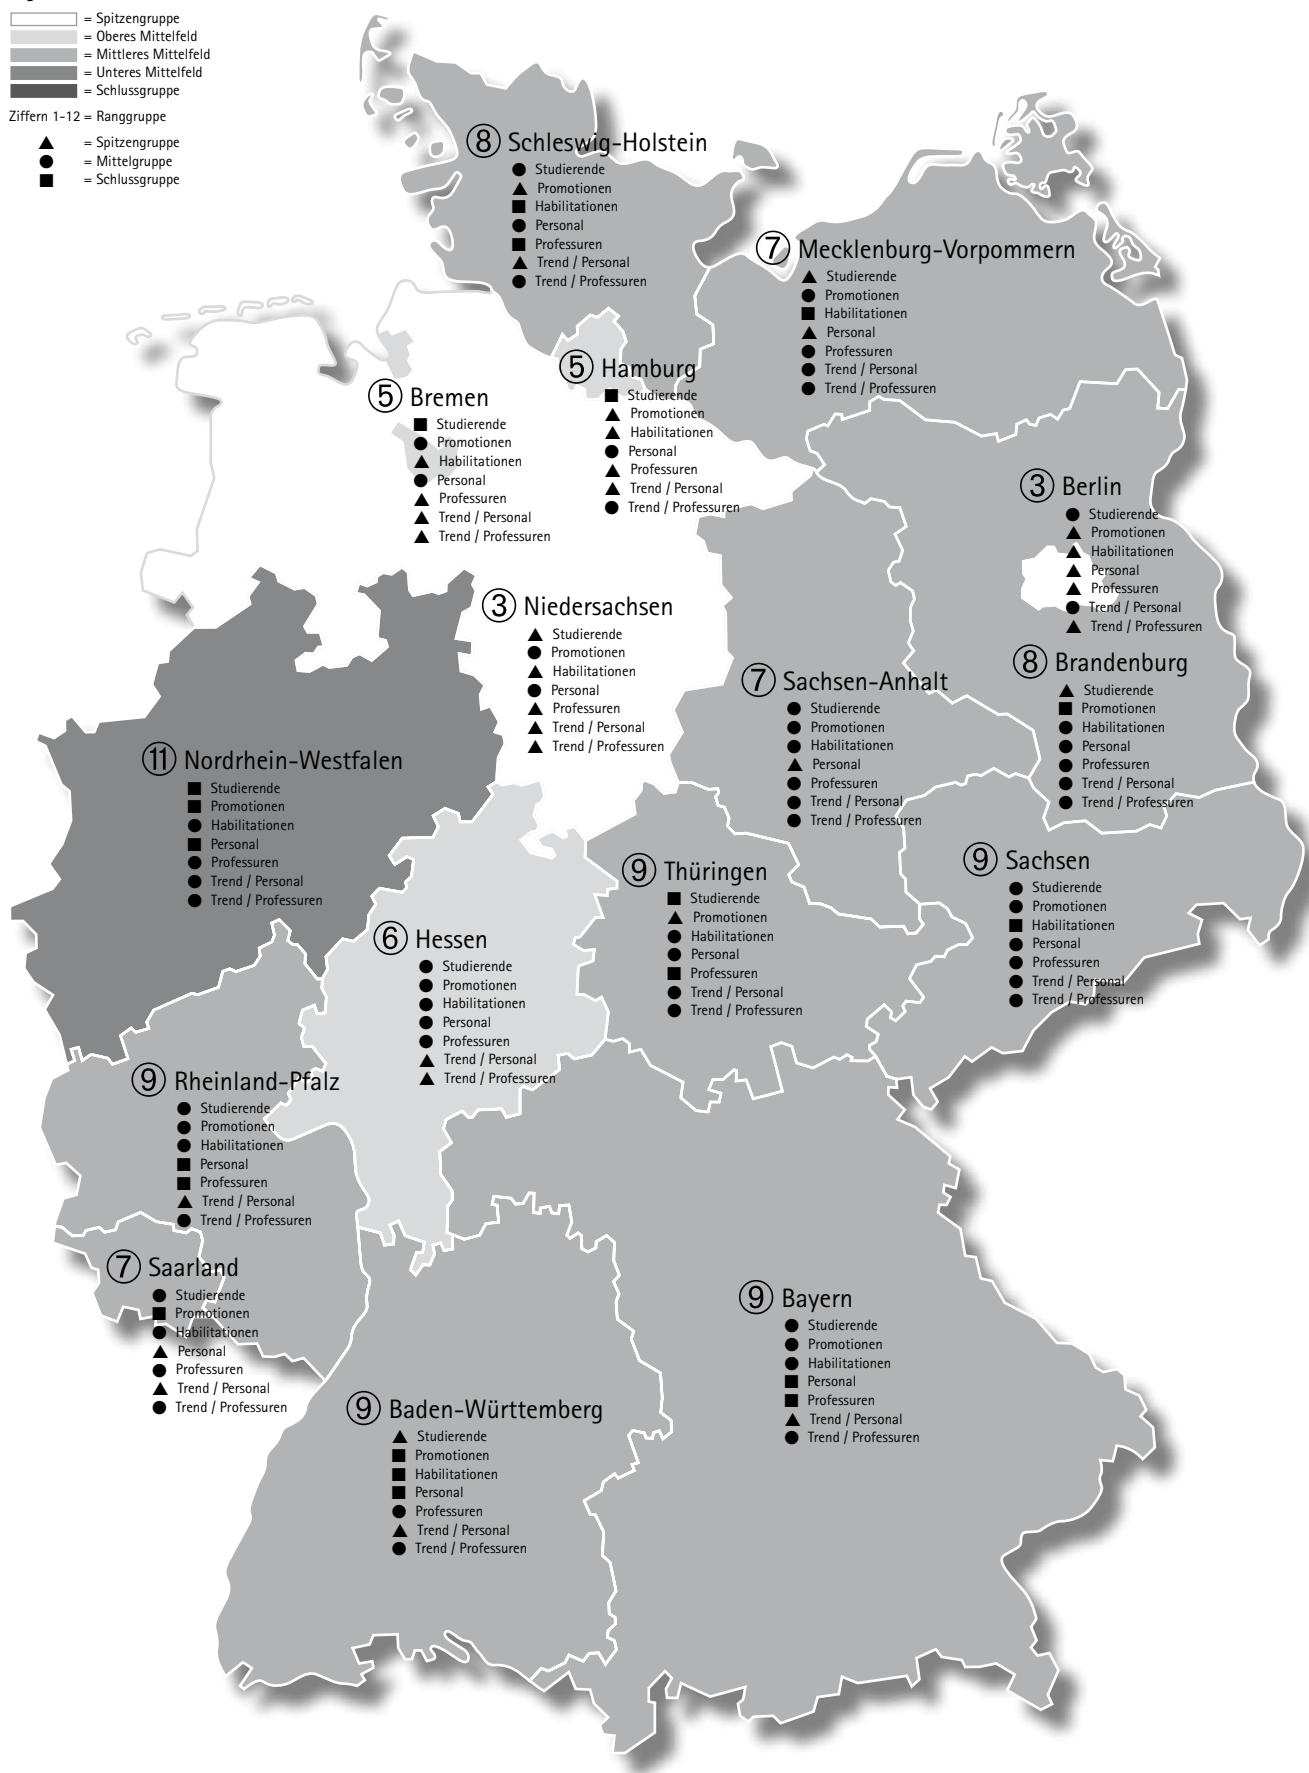 = Spitzengruppe
= Oberes Mittelfeld
= Mittleres Mittelfeld
= Unteres Mittelfeld
= Schlussgruppe
Ziffern 1-12 = Ranggruppe
▲ = Spitzengruppe
● = Mittelgruppe
■ = Schlussgruppe
8 Schleswig-Holstein
● Studierende
▲ Promotionen
■ Habilitationen
● Personal
■ Professuren
▲ Trend / Personal
● Trend / Professuren
7 Mecklenburg-Vorpommern
▲ Studierende
● Promotionen
■ Habilitationen
▲ Personal
● Professuren
● Trend / Personal
● Trend / Professuren
5 Hamburg
■ Studierende
▲ Promotionen
▲ Habilitationen
● Personal
▲ Professuren
▲ Trend / Personal
● Trend / Professuren
5 Bremen
■ Studierende
● Promotionen
▲ Habilitationen
● Personal
▲ Professuren
▲ Trend / Personal
▲ Trend / Professuren
3 Berlin
● Studierende
▲ Promotionen
▲ Habilitationen
▲ Personal
▲ Professuren
● Trend / Personal
▲ Trend / Professuren
3 Niedersachsen
▲ Studierende
● Promotionen
▲ Habilitationen
● Personal
▲ Professuren
▲ Trend / Personal
▲ Trend / Professuren
8 Brandenburg
▲ Studierende
■ Promotionen
● Habilitationen
● Personal
● Professuren
● Trend / Personal
● Trend / Professuren
7 Sachsen-Anhalt
● Studierende
● Promotionen
● Habilitationen
▲ Personal
● Professuren
● Trend / Personal
● Trend / Professuren
11 Nordrhein-Westfalen
■ Studierende
■ Promotionen
● Habilitationen
■ Personal
● Professuren
● Trend / Personal
● Trend / Professuren
9 Thüringen
■ Studierende
▲ Promotionen
● Habilitationen
● Personal
■ Professuren
● Trend / Personal
● Trend / Professuren
9 Sachsen
● Studierende
● Promotionen
■ Habilitationen
● Personal
● Professuren
● Trend / Personal
● Trend / Professuren
6 Hessen
● Studierende
● Promotionen
● Habilitationen
● Personal
● Professuren
▲ Trend / Personal
▲ Trend / Professuren
9 Rheinland-Pfalz
● Studierende
● Promotionen
● Habilitationen
■ Personal
■ Professuren
▲ Trend / Personal
● Trend / Professuren
7 Saarland
● Studierende
■ Promotionen
● Habilitationen
▲ Personal
● Professuren
▲ Trend / Personal
● Trend / Professuren
9 Bayern
● Studierende
● Promotionen
● Habilitationen
■ Personal
■ Professuren
▲ Trend / Personal
● Trend / Professuren
9 Baden-Württemberg
▲ Studierende
■ Promotionen
■ Habilitationen
■ Personal
● Professuren
▲ Trend / Personal
● Trend / Professuren